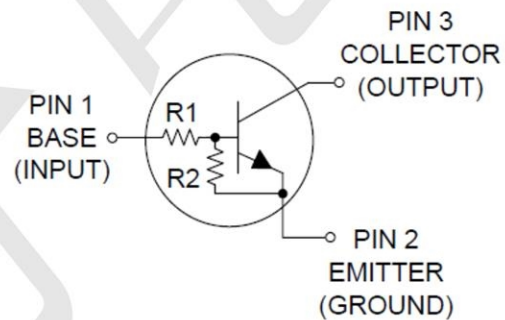 PIN 3
COLLECTOR
(OUTPUT)
PIN 1
BASE
(INPUT)
R1
R2
PIN 2
EMITTER
(GROUND)